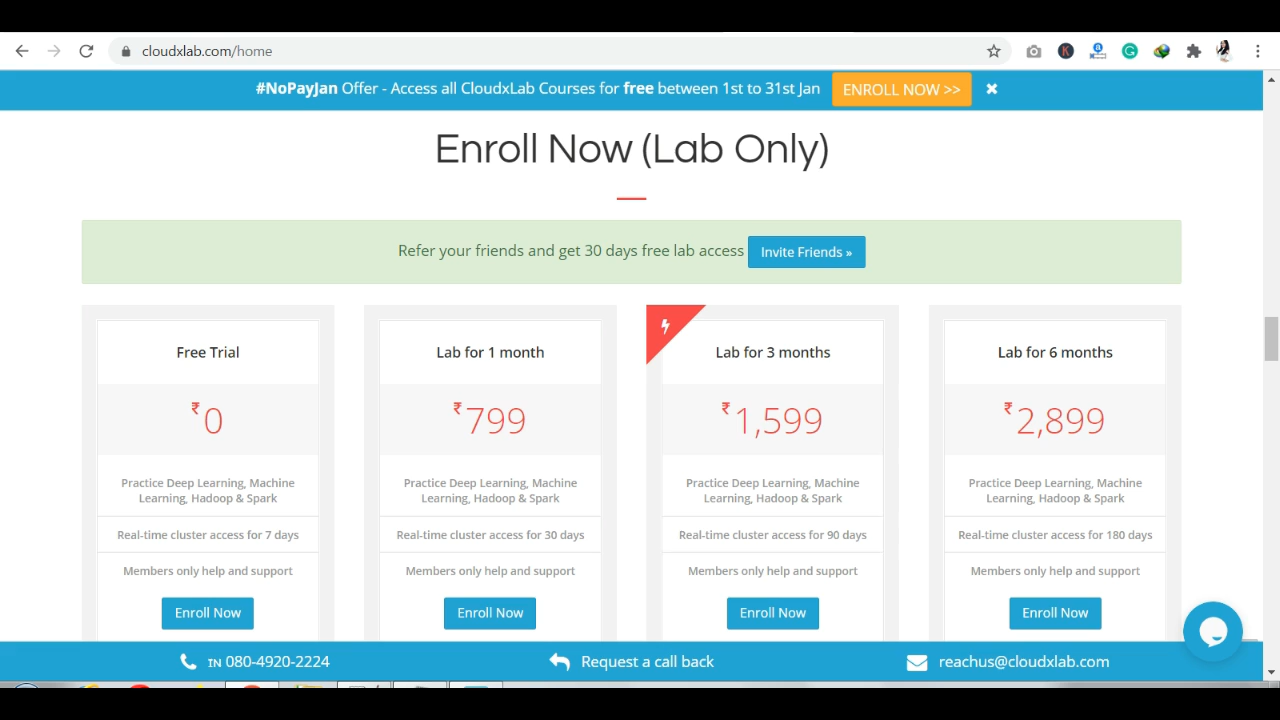 cloudxlab.com/home
#NoPayJan Offer - Access all CloudxLab Courses for free between 1st to 31st Jan ENROLL NOW >>
Enroll Now (Lab Only)
Refer your friends and get 30 days free lab access Invite Friends »
Free Trial
₹0
Practice Deep Learning, Machine
Learning, Hadoop & Spark
Real-time cluster access for 7 days
Members only help and support
Enroll Now
Lab for 1 month
₹799
Practice Deep Learning, Machine
Learning, Hadoop & Spark
Real-time cluster access for 30 days
Members only help and support
Enroll Now
Lab for 3 months
₹1,599
Practice Deep Learning, Machine
Learning, Hadoop & Spark
Real-time cluster access for 90 days
Members only help and support
Enroll Now
Lab for 6 months
₹2,899
Practice Deep Learning, Machine
Learning, Hadoop & Spark
Real-time cluster access for 180 days
Members only help and support
Enroll Now
IN 080-4920-2224
Request a call back
reachus@cloudxlab.com